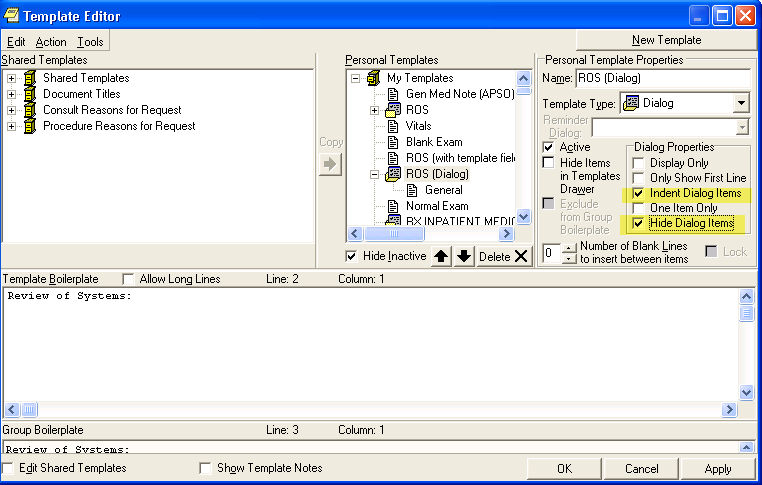 Template Editor
Edit Action Tools
New Template
Shared Templates
Shared Templates
Document Titles
Consult Reasons for Request
Procedure Reasons for Request
Copy
Personal Templates
My Templates
Gen Med Note (APSO)
ROS
Vitals
Blank Exam
ROS (with template fiel
ROS (Dialog)
General
Normal Exam
RX INPATIENT MEDIC
Hide Inactive
Delete
Personal Template Properties
Name: ROS (Dialog)
Template Type: Dialog
Reminder
Dialog:
Active
Hide Items
in Templates
Drawer
Exclude
from Group
Boilerplate
Dialog Properties
Display Only
Only Show First Line
Indent Dialog Items
One Item Only
Hide Dialog Items
0 Number of Blank Lines
to insert between items
Lock
Template Boilerplate Allow Long Lines Line: 2 Column: 1
Review of Systems:
Group Boilerplate Line: 3 Column: 1
Review of Systems:
Edit Shared Templates Show Template Notes OK Cancel Apply